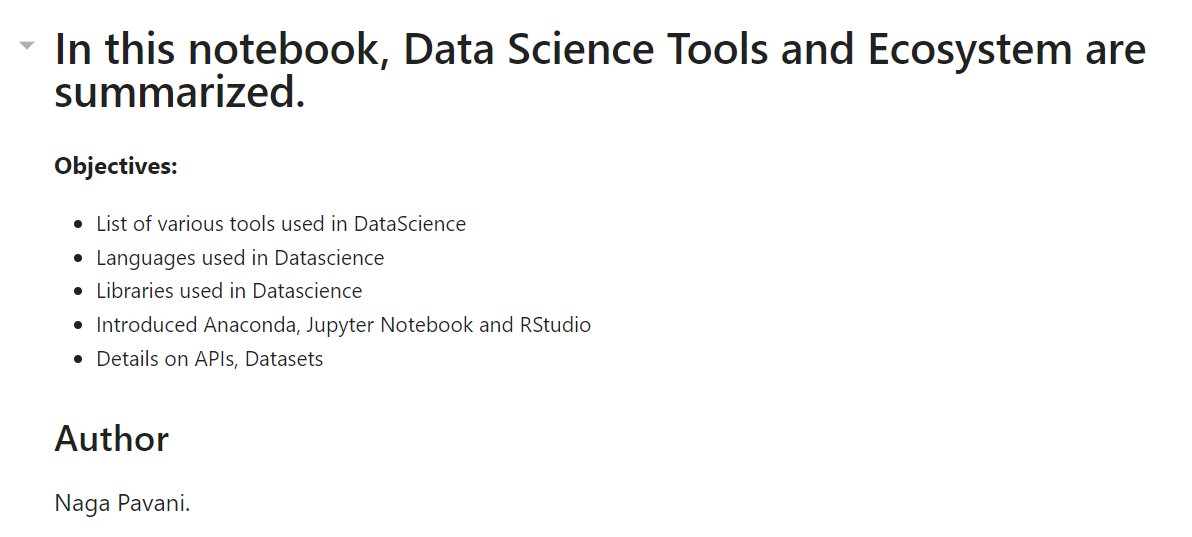 In this notebook, Data Science Tools and Ecosystem are
summarized.
Objectives:
List of various tools used in DataScience
Languages used in Datascience
Libraries used in Datascience
Introduced Anaconda, Jupyter Notebook and RStudio
Details on APIs, Datasets
Author
Naga Pavani.